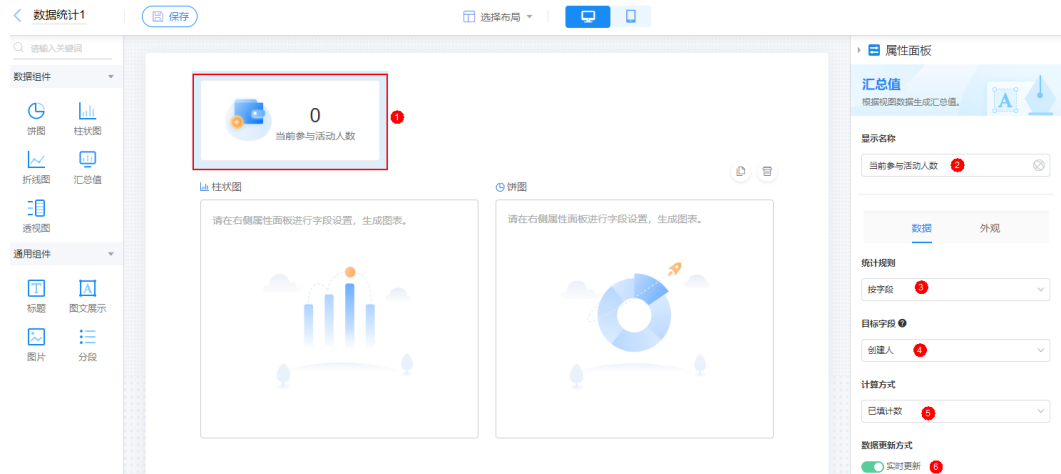 数据统计1
保存
选择布局
请输入关键词
数据组件
饼图
柱状图
折线图
汇总值
透视图
通用组件
标题
图文展示
图片
分段
0
当前参与活动人数
1
柱状图
请在右侧属性面板进行字段设置，生成图表。
饼图
请在右侧属性面板进行字段设置，生成图表。
属性面板
汇总值
根据视图数据生成汇总值。
显示名称
当前参与活动人数 2
数据 外观
统计规则
按字段 3
目标字段
创建人 4
计算方式
已填计数 5
数据更新方式
实时更新 6